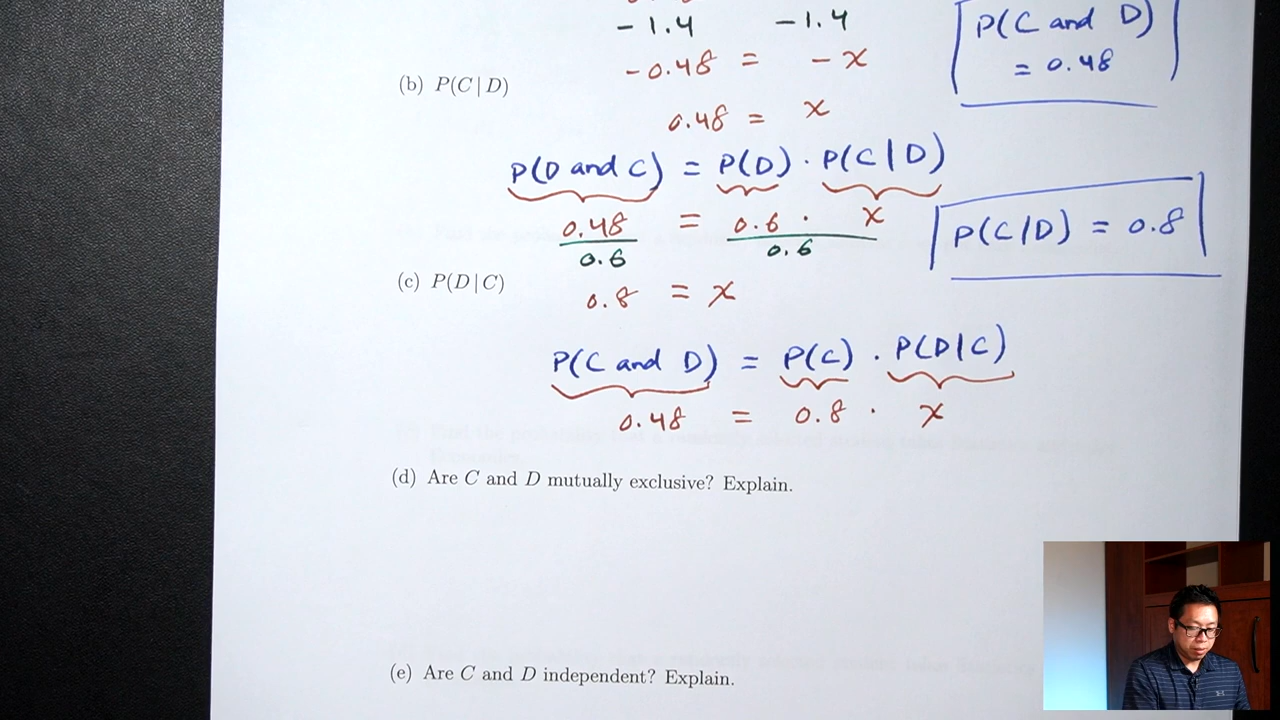 - 1.4 - 1.4
P(C and D)
- 0.48 = - x
= 0.48
(b) P(C | D)
0.48 = x
P(D and C) = P(D) · P(C | D)
0.48 = 0.6 · x
0.6 0.6
P(C|D) = 0.8
(c) P(D | C)
0.8 = x
P(C and D) = P(C) · P(D|C)
0.48 = 0.8 · x
(d) Are C and D mutually exclusive? Explain.
(e) Are C and D independent? Explain.